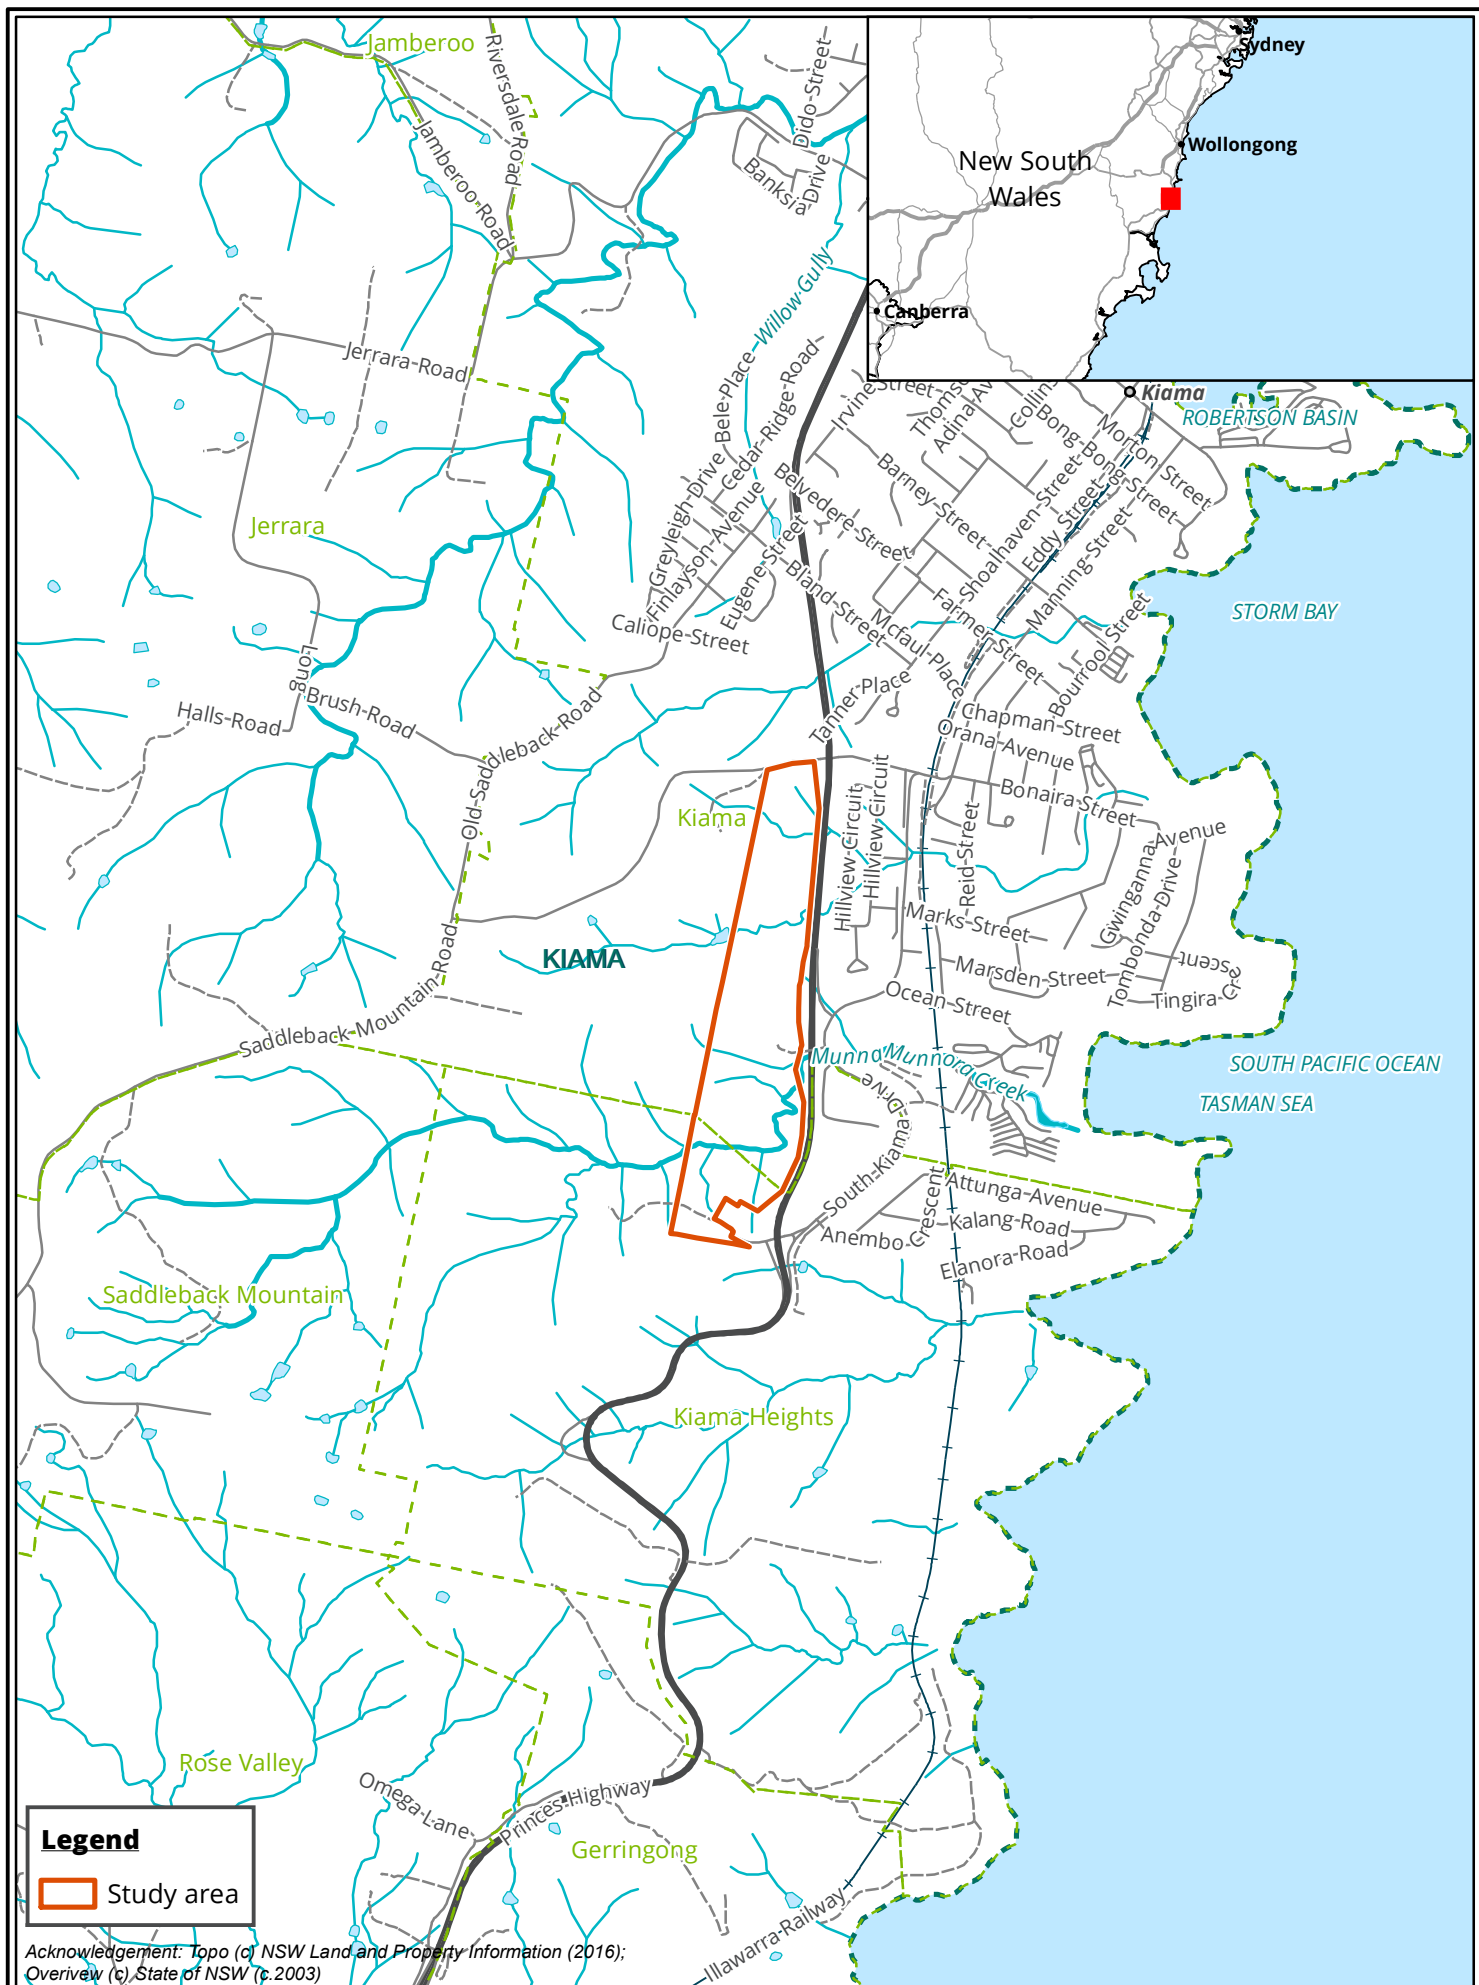 Jamberoo
Riversdale Road
Jamberoo-Road
Dido-Street
Banksia
Drive
Willow-Gully
Sydney
Wollongong
New South
Wales
Canberra
Jerrara-Road
Bele-Place
Cedar-Ridge-Road
Greyleigh-Drive
Finlayson-Avenue
Eugene-Street
Caliope-Street
Irvine
Street
Thoms
Adina-Av
Collins
Kiama
ROBERTSON BASIN
Bong-Bong-Street
Morton-Street
Barney-Street
Belvedere-Street
Bland-Street
Shoalhaven-Street
Eddy-Street
Manning-Street
Farmer-Street
Mcfaul-Place
Bourrool-Street
STORM BAY
Jerrara
Long
Brush-Road
Halls-Road
Old-Saddleback-Road
Tanner-Place
Chapman-Street
Orana-Avenue
Bonaira-Street
Kiama
Hillview-Circuit
Hillview-Circuit
Reid-Street
Avenue
Gwinganna
Tombonda-Drive
Marks-Street
Marsden-Street
Ocean-Street
Tingira-Cre
scent
KIAMA
Saddleback-Mountain-Road
Munno
Munnora-Creek
SOUTH PACIFIC OCEAN
TASMAN SEA
South-Kiama
Drive
Attunga-Avenue
Kalang-Road
Anembo-Crescent
Elanora-Road
Saddleback Mountain
Kiama Heights
Rose Valley
Omega-Lane
Princes-Highway
Gerringong
Illawarra-Railway
Legend
Study area
Acknowledgement: Topo (c) NSW Land and Property Information (2016);
Overivew (c) State of NSW (c.2003)